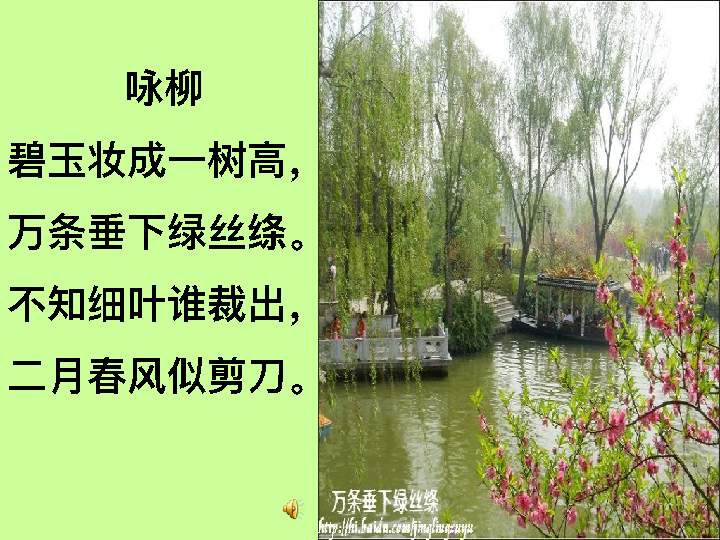 咏柳
碧玉妆成一树高，
万条垂下绿丝绦。
不知细叶谁裁出，
二月春风似剪刀。
万条垂下绿丝绦